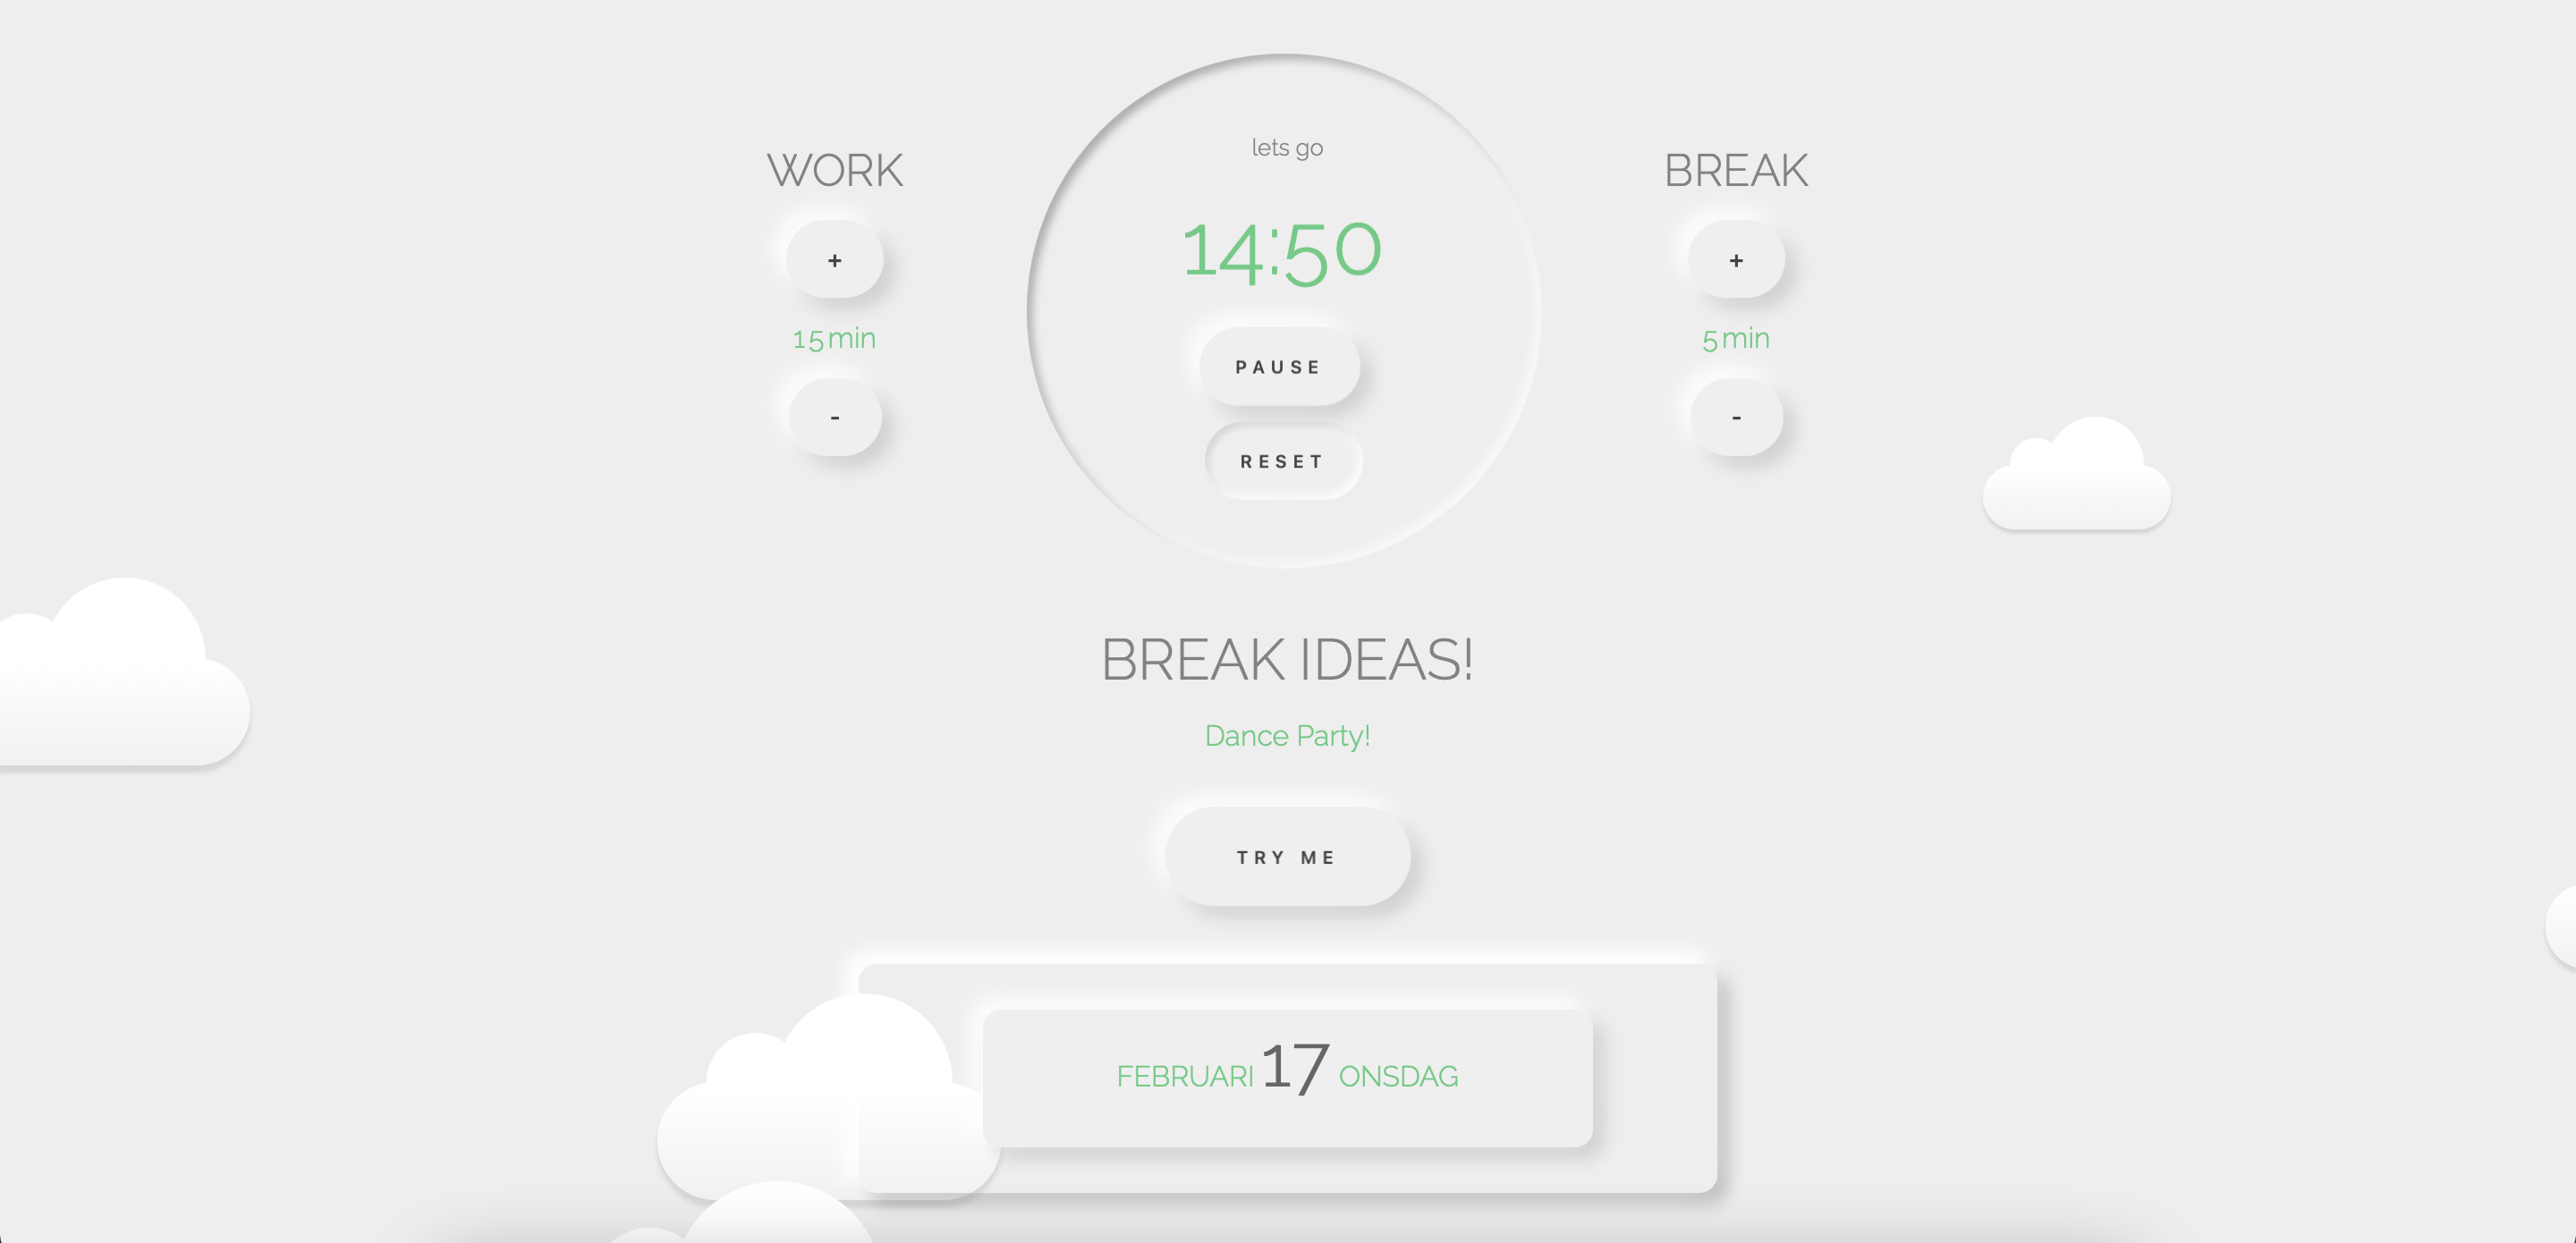 lets go
WORK
BREAK
14:50
+
+
15 min
5 min
PAUSE
-
-
RESET
BREAK IDEAS!
Dance Party!
TRY ME
FEBRUARI 17 ONSDAG